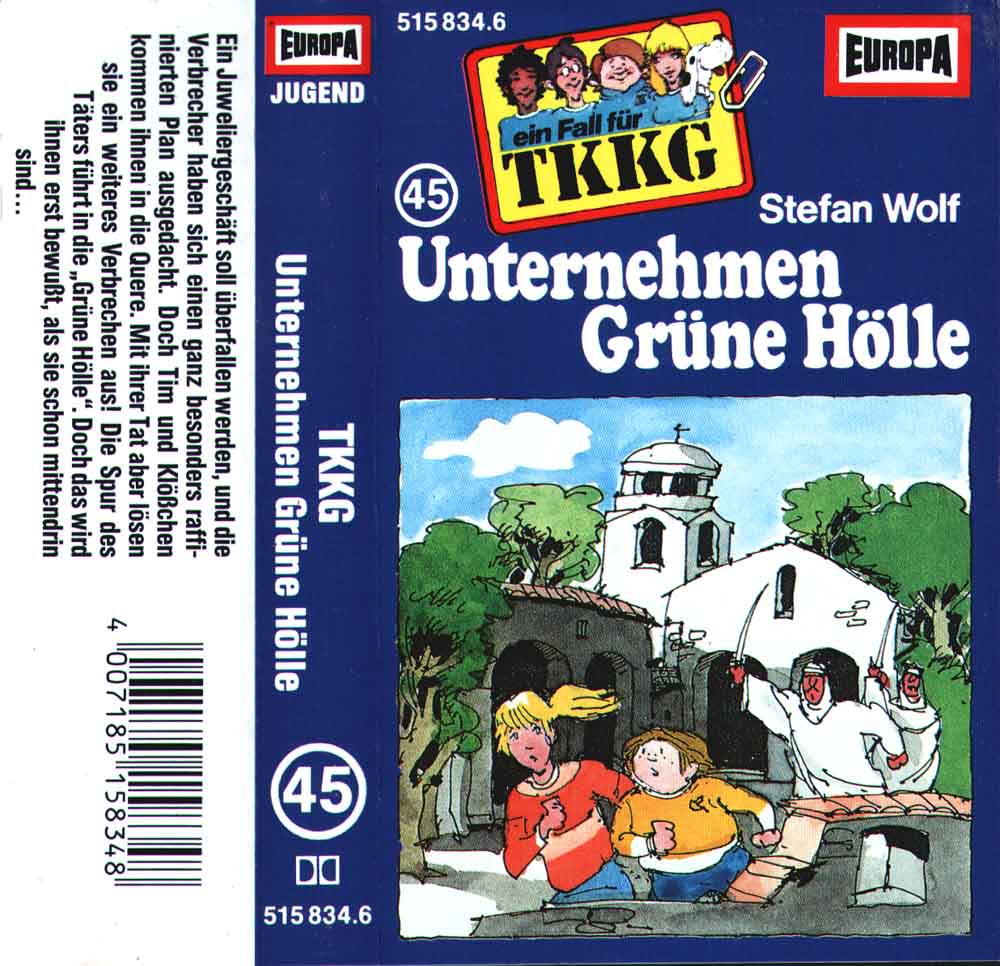 Ein Juweliergeschäft soll überfallen werden, und die
Verbrecher haben sich einen ganz besonders raffi-
nierten Plan ausgedacht. Doch Tim und Klößchen
kommen ihnen in die Quere. Mit ihrer Tat aber lösen
sie ein weiteres Verbrechen aus! Die Spur des
Täters führt in die „Grüne Hölle". Doch das wird
ihnen erst bewußt, als sie schon mittendrin
sind....
4 007185 158348
EUROPA
JUGEND
TKKG
Unternehmen Grüne Hölle
45
515 834.6
515 834.6
ein Fall für
TKKG
EUROPA
45
Stefan Wolf
Unternehmen
Grüne Hölle